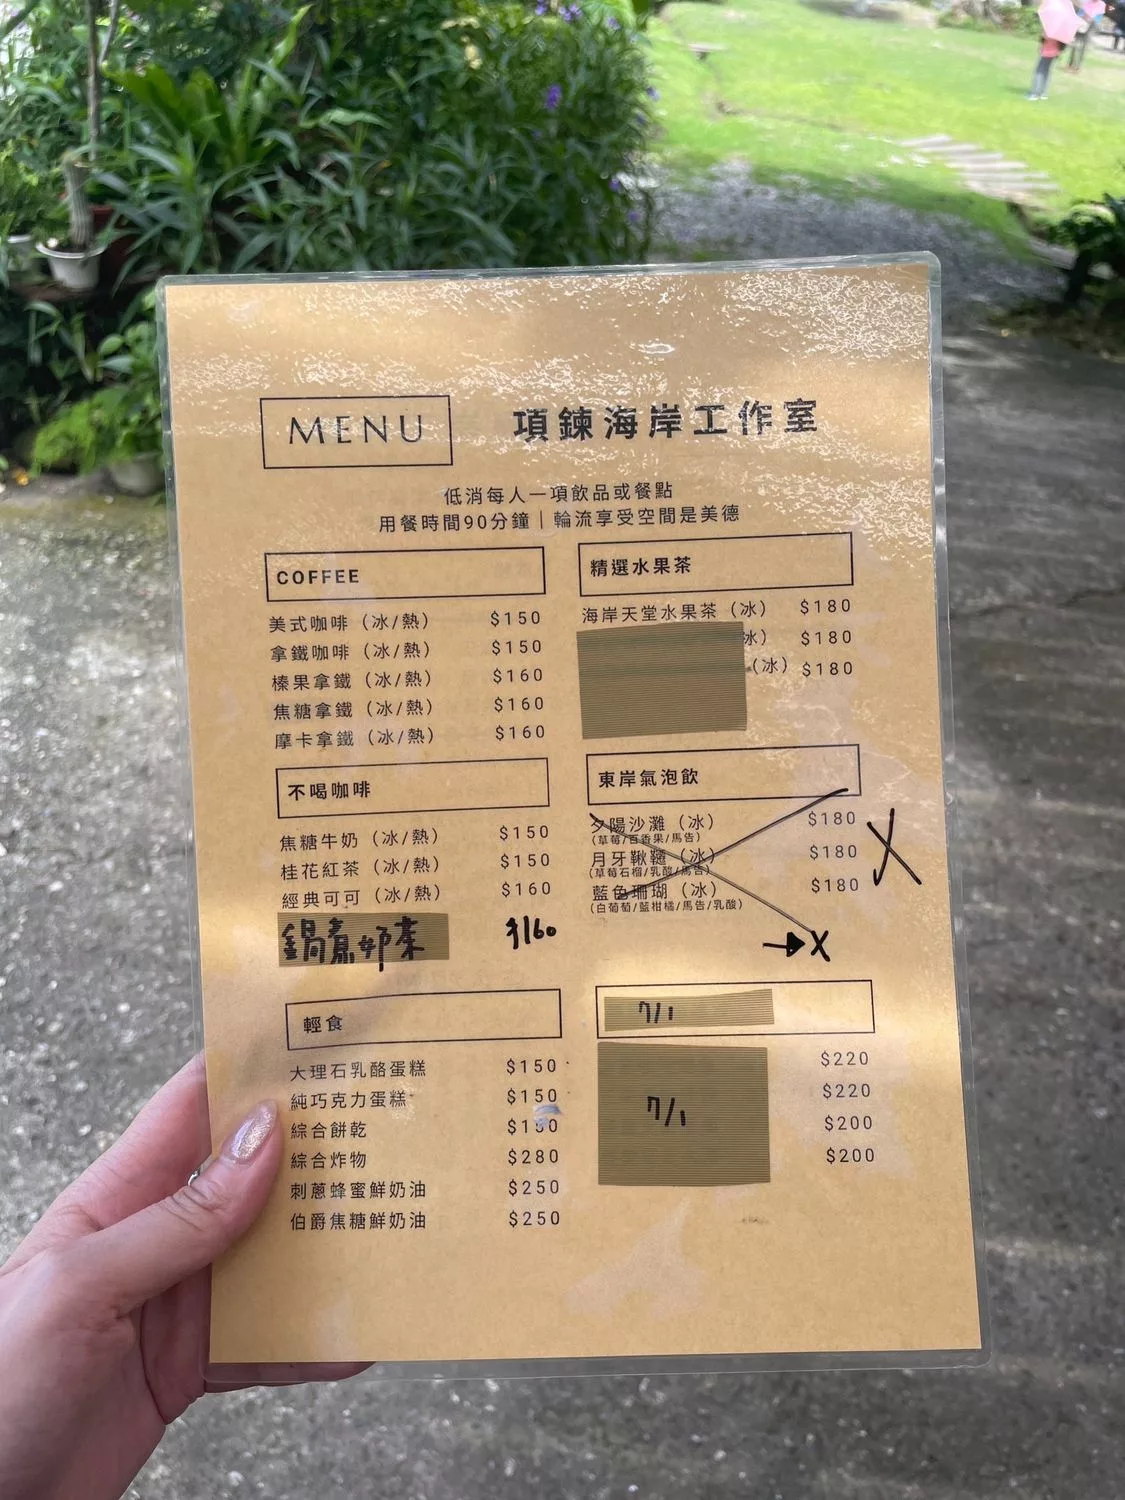 MENU
項鍊海岸工作室
低消每人一項飲品或餐點
用餐時間90分鐘｜輪流享受空間是美德
COFFEE
美式咖啡（冰/熱） $150
拿鐵咖啡（冰/熱） $150
榛果拿鐵（冰/熱） $160
焦糖拿鐵（冰/熱） $160
摩卡拿鐵（冰/熱） $160
精選水果茶
海岸天堂水果茶（冰） $180
冰） $180
（冰） $180
不喝咖啡
焦糖牛奶（冰/熱） $150
桂花紅茶（冰/熱） $150
經典可可（冰/熱） $160
鍋煮奶茶 $160
東岸氣泡飲
夕陽沙灘（冰） $180
（草莓/百香果/馬告）
月牙鞦韆（冰） $180
（草莓石榴/乳酸/馬告）
藍色珊瑚（冰） $180
（白葡萄/藍柑橘/馬告/乳酸）
X
→X
輕食
大理石乳酪蛋糕 $150
純巧克力蛋糕 $150
綜合餅乾
綜合炸物 $280
刺蔥蜂蜜鮮奶油 $250
伯爵焦糖鮮奶油 $250
7/1
7/1
$220
$220
$200
$200